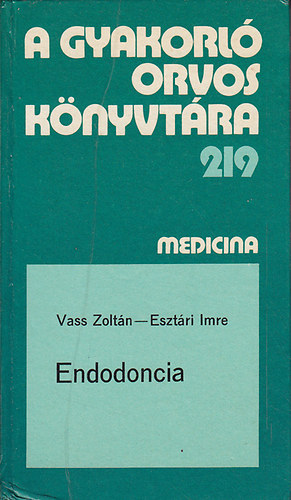 A GYAKORLÓ
ORVOS
KÖNYVTÁRA
219
MEDICINA
Vass Zoltán—Esztári Imre
Endodoncia